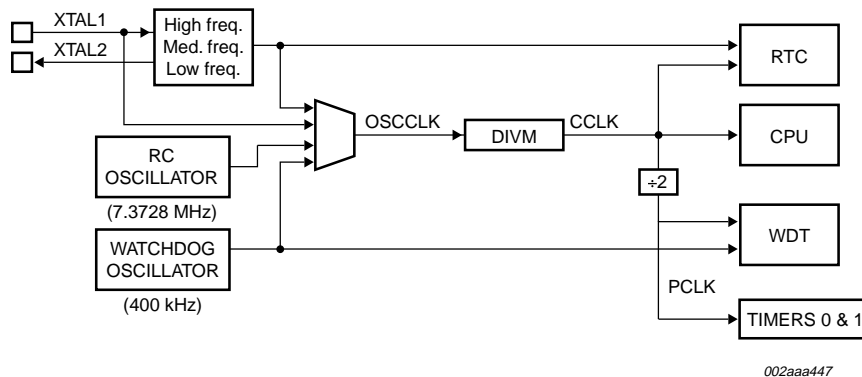 XTAL1
XTAL2
High freq.
Med. freq.
Low freq.
RTC
OSCCLK
CCLK
DIVM
CPU
RC
OSCILLATOR
(7.3728 MHz)
÷2
WDT
WATCHDOG
OSCILLATOR
(400 kHz)
PCLK
TIMERS 0 & 1
002aaa447